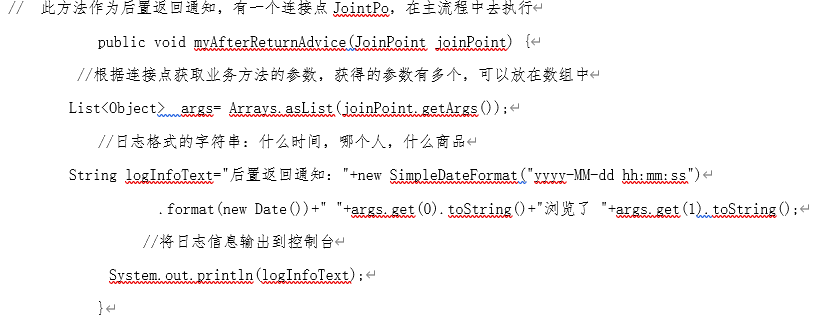 // 此方法作为后置返回通知，有一个连接点 JointPo，在主流程中去执行↵
public void myAfterReturnAdvice(JoinPoint joinPoint) {↵
//根据连接点获取业务方法的参数，获得的参数有多个，可以放在数组中↵
List<Object> args= Arrays.asList(joinPoint.getArgs());↵
//日志格式的字符串：什么时间，哪个人，什么商品↵
String logInfoText="后置返回通知："+new SimpleDateFormat("yyyy-MM-dd hh:mm:ss")↵
.format(new Date())+" "+args.get(0).toString()+"浏览了 "+args.get(1).toString();↵
//将日志信息输出到控制台↵
System.out.println(logInfoText);↵
}↵